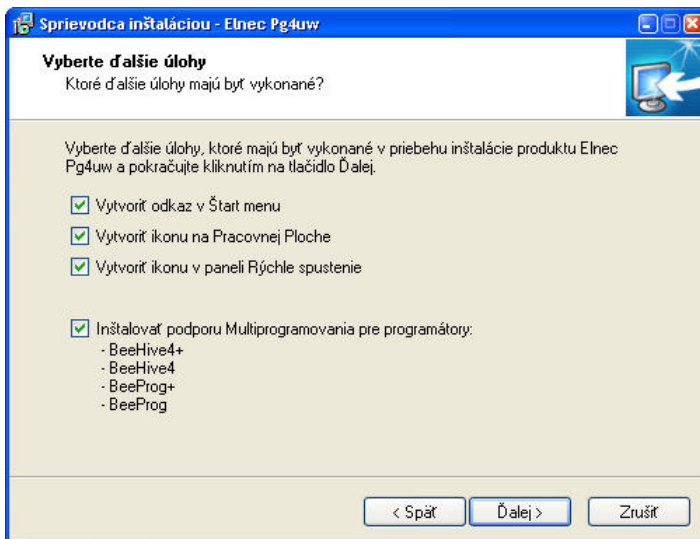 Sprievodca inštaláciou - Elnec Pg4uw
Vyberte ďalšie úlohy
Ktoré ďalšie úlohy majú byť vykonané?
Vyberte ďalšie úlohy, ktoré majú byť vykonané v priebehu inštalácie produktu Elnec
Pg4uw a pokračujte kliknutím na tlačidlo Ďalej.
Vytvoriť odkaz v Štart menu
Vytvoriť ikonu na Pracovnej Ploche
Vytvoriť ikonu v paneli Rýchle spustenie
Inštalovať podporu Multiprogramovania pre programátory:
- BeeHive4+
- BeeHive4
- BeeProg+
- BeeProg
< Späť
Ďalej >
Zrušiť